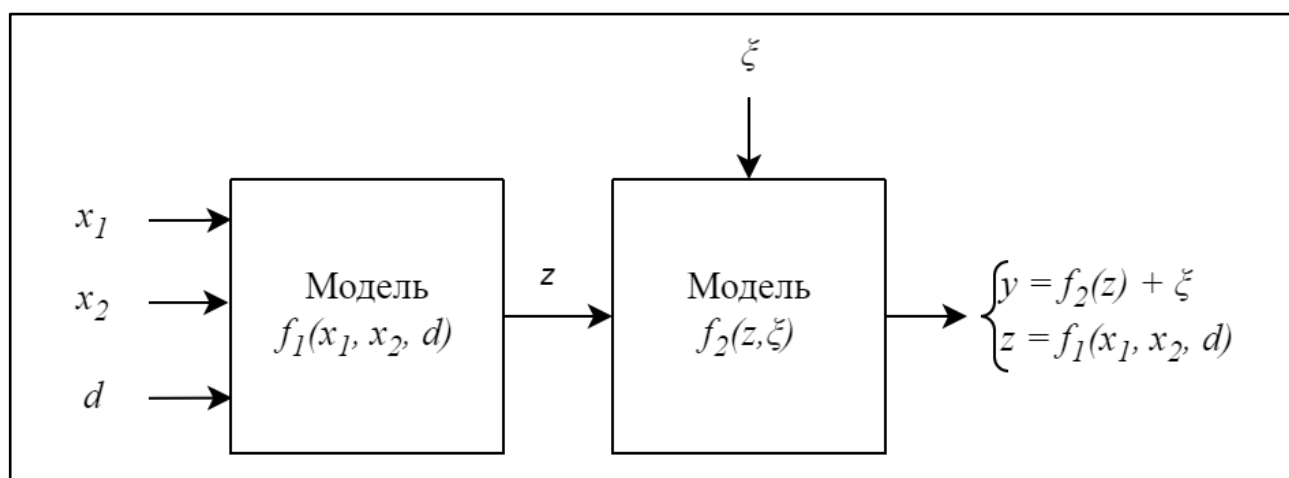 ξ
x₁
x₂
d
Модель
f₁(x₁, x₂, d)
z
Модель
f₂(z,ξ)
y = f₂(z) + ξ
z = f₁(x₁, x₂, d)